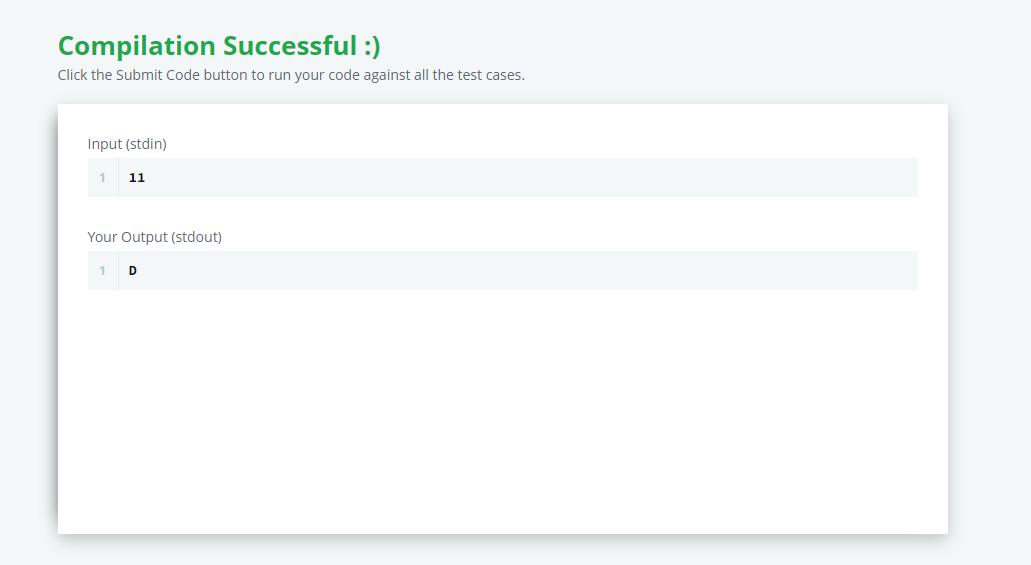 Compilation Successful :)
Click the Submit Code button to run your code against all the test cases.
Input (stdin)
1 11
Your Output (stdout)
1 D